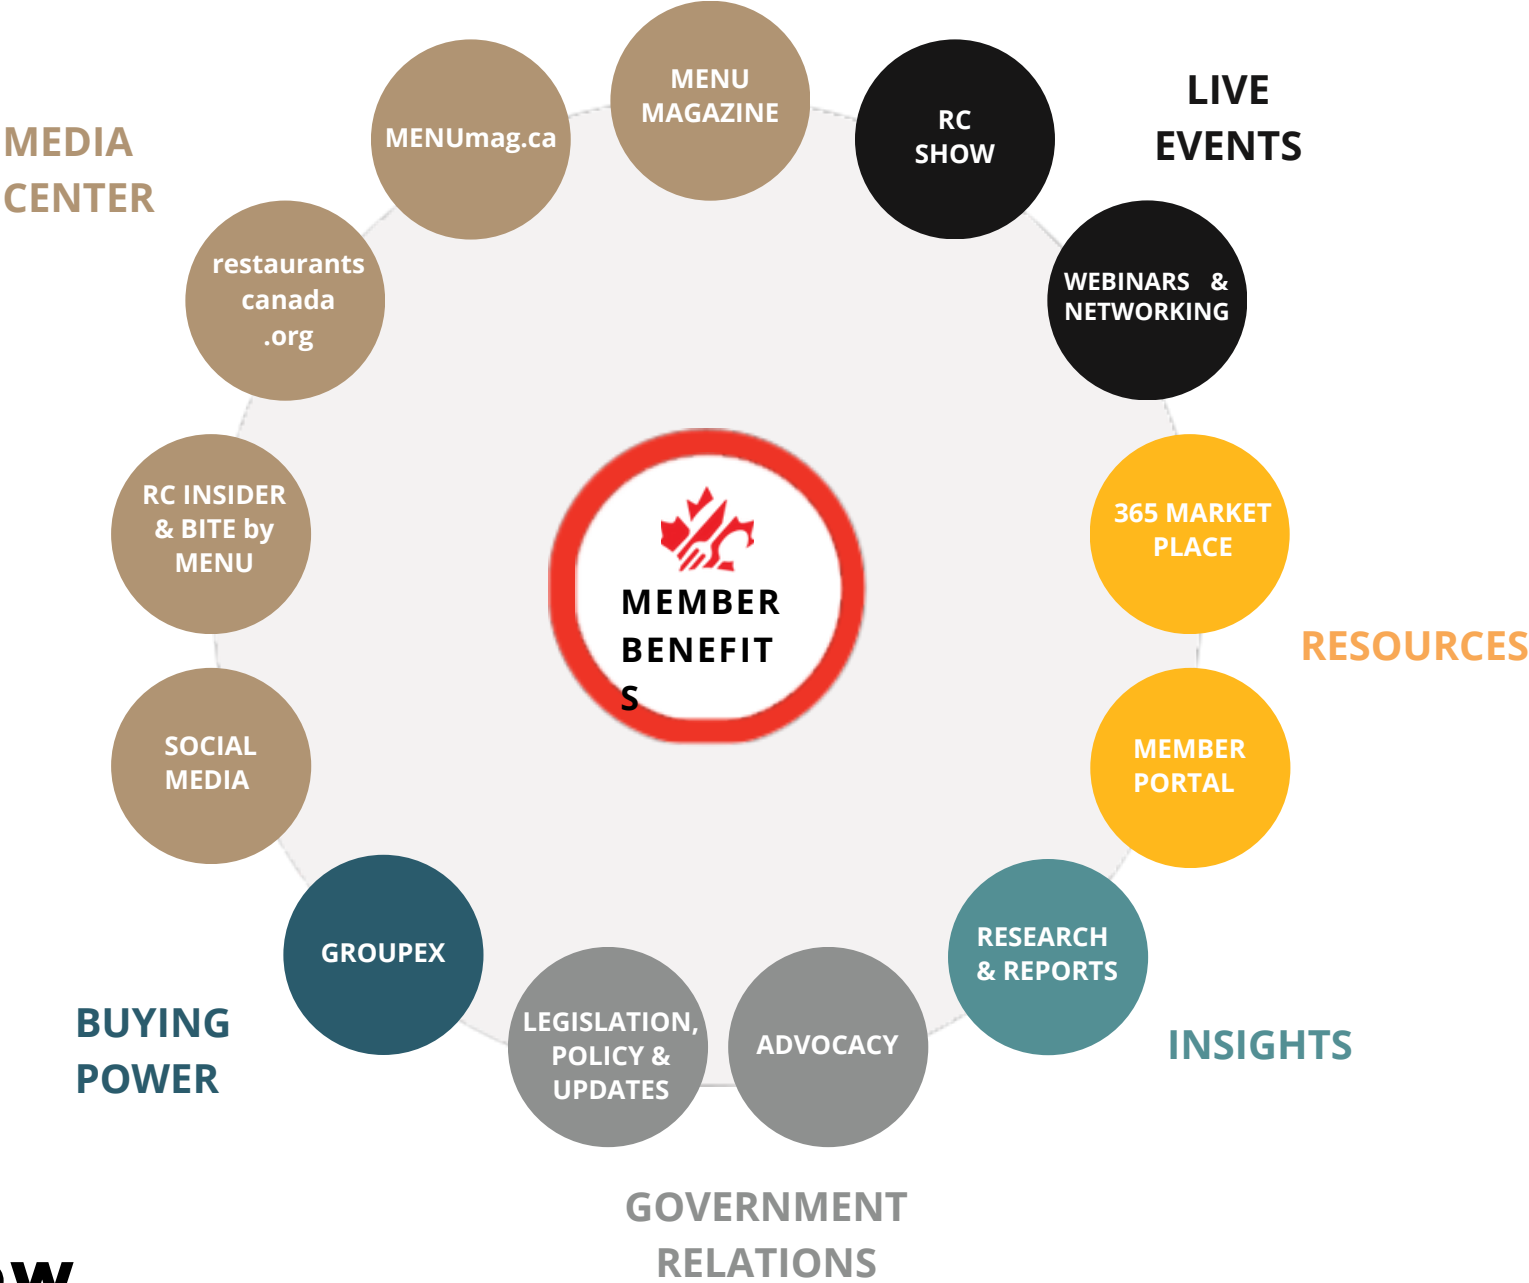 MENU
MAGAZINE
MENUmag.ca
RC
SHOW
LIVE
EVENTS
MEDIA
CENTER
restaurants
canada
.org
WEBINARS &
NETWORKING
RC INSIDER
& BITE by
MENU
365 MARKET
PLACE
MEMBER
BENEFIT
S
RESOURCES
SOCIAL
MEDIA
MEMBER
PORTAL
GROUPEX
RESEARCH
& REPORTS
BUYING
POWER
LEGISLATION,
POLICY &
UPDATES
ADVOCACY
INSIGHTS
GOVERNMENT
RELATIONS